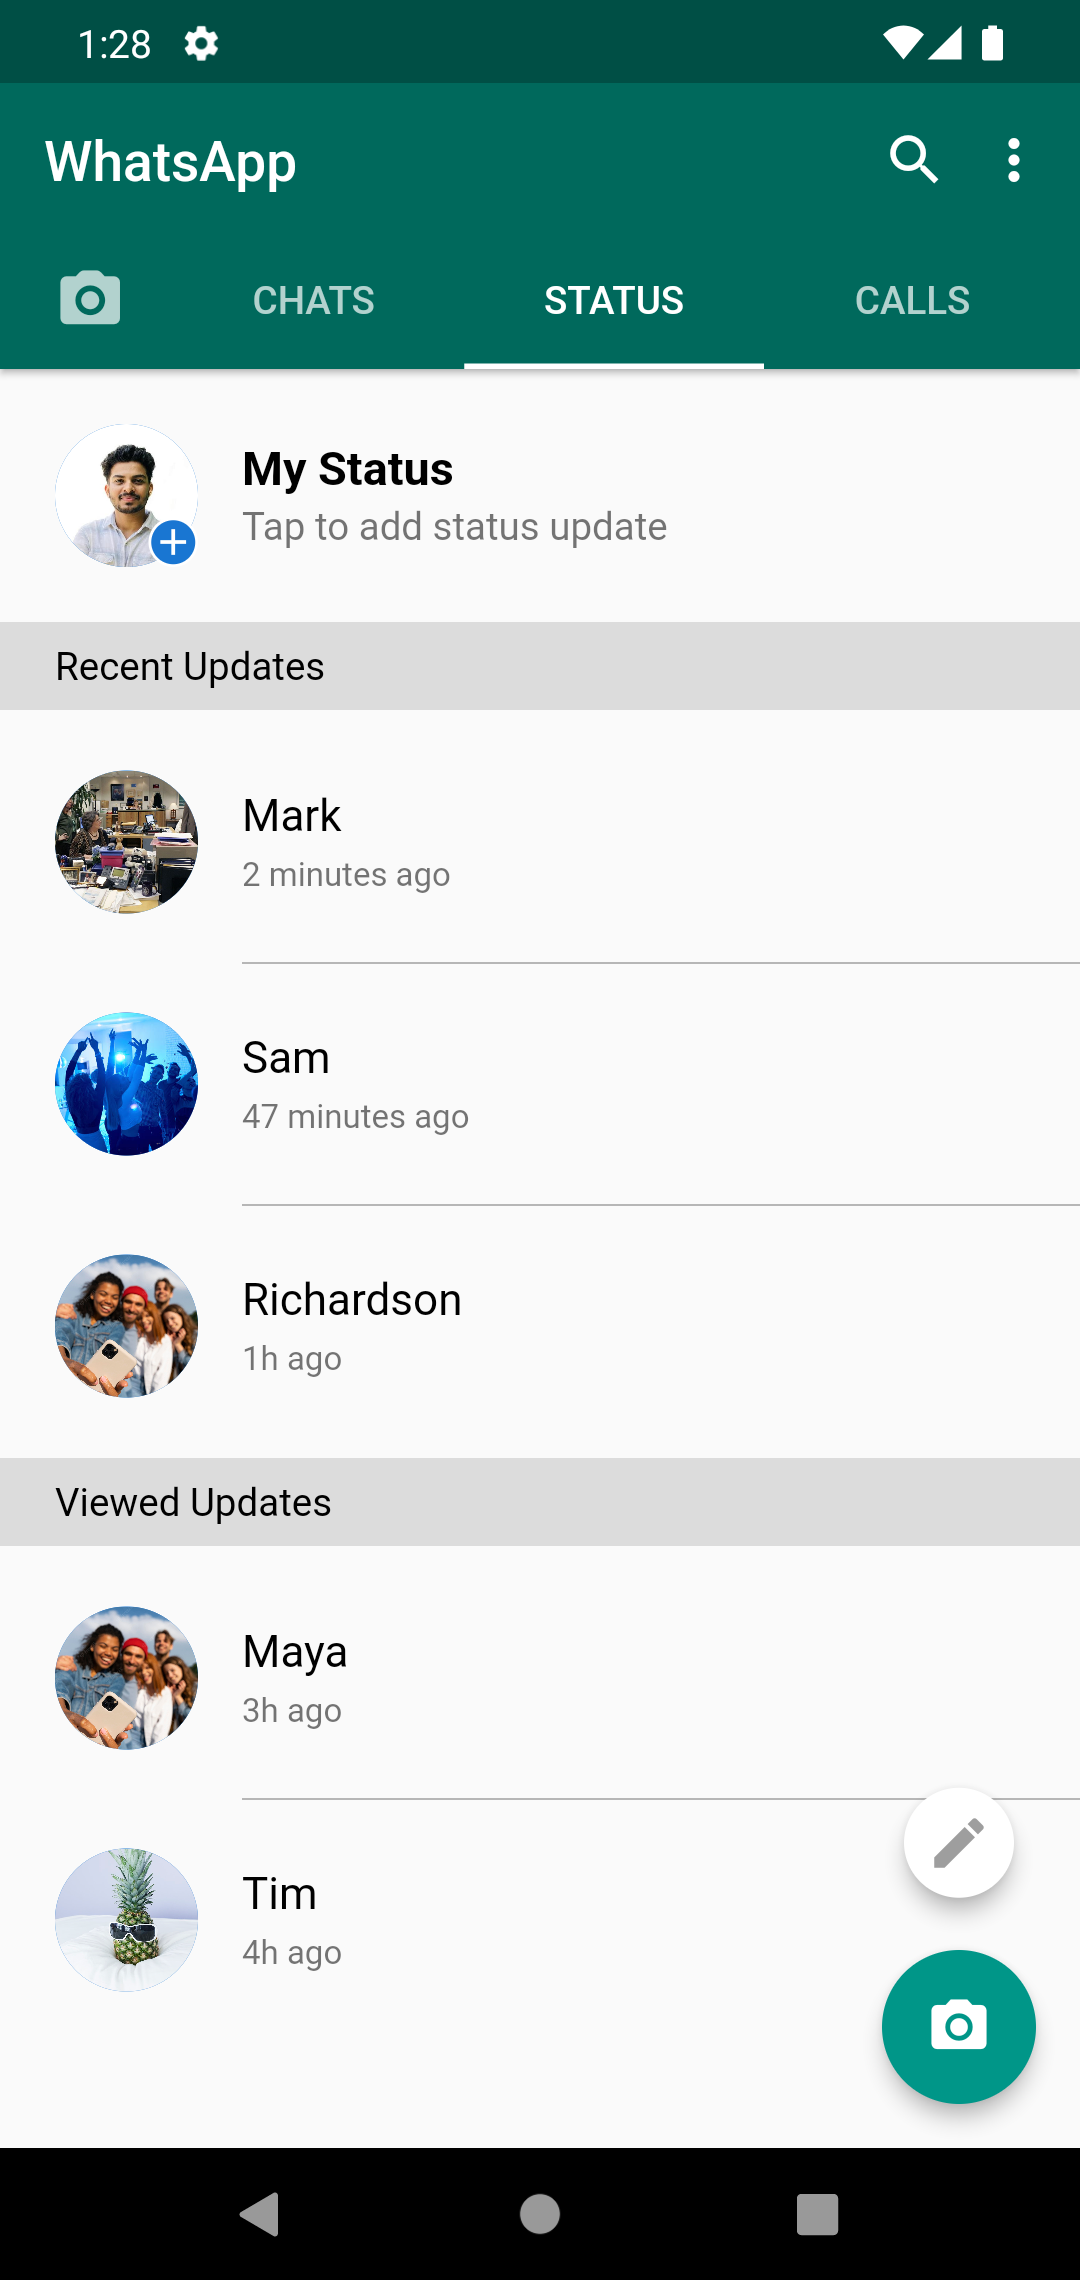 1:28
WhatsApp
CHATS
STATUS
CALLS
My Status
Tap to add status update
Recent Updates
Mark
2 minutes ago
Sam
47 minutes ago
Richardson
1h ago
Viewed Updates
Maya
3h ago
Tim
4h ago